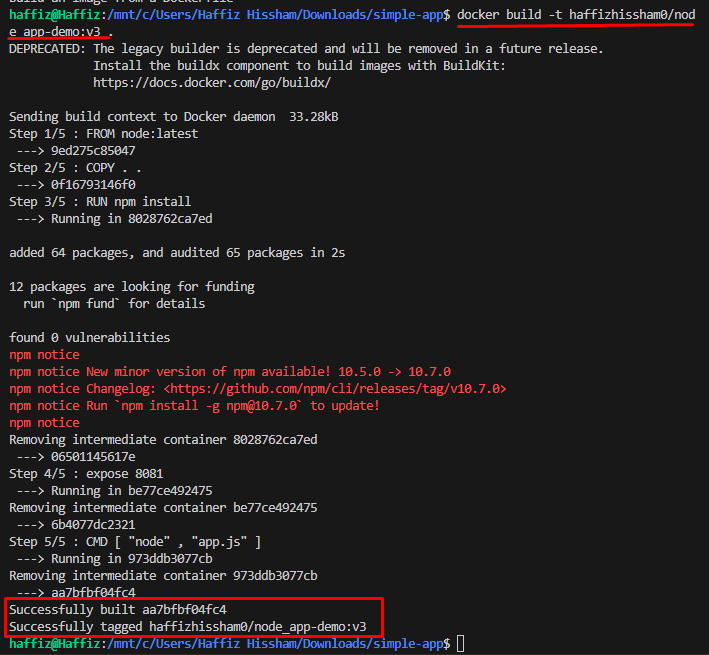 build an image from a Dockerfile
haffiz@Haffiz:/mnt/c/Users/Haffiz Hissham/Downloads/simple-app$ docker build -t haffizhissham0/nod
e_app-demo:v3 .
DEPRECATED: The legacy builder is deprecated and will be removed in a future release.
            Install the buildx component to build images with BuildKit:
            https://docs.docker.com/go/buildx/

Sending build context to Docker daemon  33.28kB
Step 1/5 : FROM node:latest
 ---> 9ed275c85047
Step 2/5 : COPY . .
 ---> 0f16793146f0
Step 3/5 : RUN npm install
 ---> Running in 8028762ca7ed

added 64 packages, and audited 65 packages in 2s

12 packages are looking for funding
  run `npm fund` for details

found 0 vulnerabilities
npm notice
npm notice New minor version of npm available! 10.5.0 -> 10.7.0
npm notice Changelog: <https://github.com/npm/cli/releases/tag/v10.7.0>
npm notice Run `npm install -g npm@10.7.0` to update!
npm notice
Removing intermediate container 8028762ca7ed
 ---> 06501145617e
Step 4/5 : expose 8081
 ---> Running in be77ce492475
Removing intermediate container be77ce492475
 ---> 6b4077dc2321
Step 5/5 : CMD [ "node" , "app.js" ]
 ---> Running in 973ddb3077cb
Removing intermediate container 973ddb3077cb
 ---> aa7bfbf04fc4
Successfully built aa7bfbf04fc4
Successfully tagged haffizhissham0/node_app-demo:v3
haffiz@Haffiz:/mnt/c/Users/Haffiz Hissham/Downloads/simple-app$